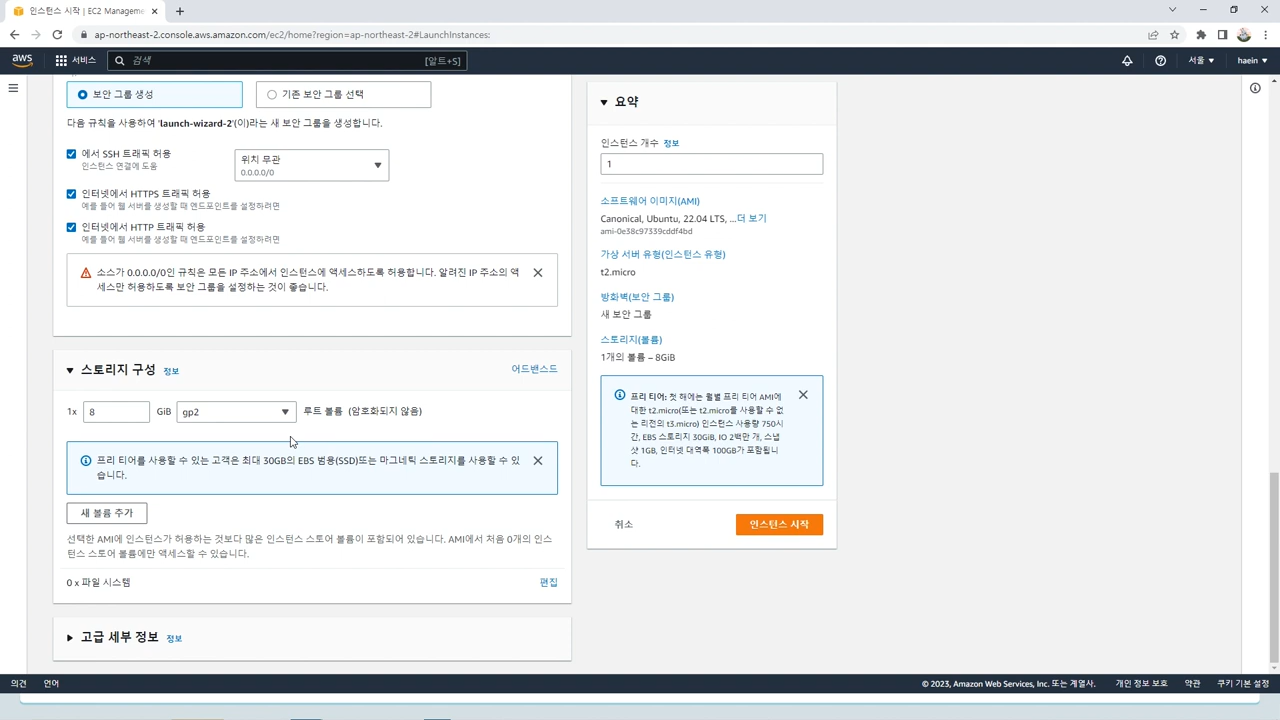 인스턴스 시작 | EC2 Manageme
ap-northeast-2.console.aws.amazon.com/ec2/home?region=ap-northeast-2#LaunchInstances:
aws 서비스 검색 [알트+S] 서울 haein
보안 그룹 생성 기존 보안 그룹 선택
다음 규칙을 사용하여 'launch-wizard-2'(이)라는 새 보안 그룹을 생성합니다.
에서 SSH 트래픽 허용
인스턴스 연결에 도움
위치 무관
0.0.0.0/0
인터넷에서 HTTPS 트래픽 허용
예를 들어 웹 서버를 생성할 때 엔드포인트를 설정하려면
인터넷에서 HTTP 트래픽 허용
예를 들어 웹 서버를 생성할 때 엔드포인트를 설정하려면
소스가 0.0.0.0/0인 규칙은 모든 IP 주소에서 인스턴스에 액세스하도록 허용합니다. 알려진 IP 주소의 액
세스만 허용하도록 보안 그룹을 설정하는 것이 좋습니다.
스토리지 구성 정보 어드밴스드
1x 8 GiB gp2 루트 볼륨 (암호화되지 않음)
프리 티어를 사용할 수 있는 고객은 최대 30GB의 EBS 범용(SSD)또는 마그네틱 스토리지를 사용할 수 있
습니다.
새 볼륨 추가
선택한 AMI에 인스턴스가 허용하는 것보다 많은 인스턴스 스토어 볼륨이 포함되어 있습니다. AMI에서 처음 0개의 인스
턴스 스토어 볼륨에만 액세스할 수 있습니다.
0 x 파일 시스템 편집
고급 세부 정보 정보
요약
인스턴스 개수 정보
1
소프트웨어 이미지(AMI)
Canonical, Ubuntu, 22.04 LTS, ...더 보기
ami-0e38c97339cddf4bd
가상 서버 유형(인스턴스 유형)
t2.micro
방화벽(보안 그룹)
새 보안 그룹
스토리지(볼륨)
1개의 볼륨 – 8GiB
프리 티어: 첫 해에는 월별 프리 티어 AMI에
대한 t2.micro(또는 t2.micro를 사용할 수 없
는 리전의 t3.micro) 인스턴스 사용량 750시
간, EBS 스토리지 30GiB, IO 2백만 개, 스냅
샷 1GB, 인터넷 대역폭 100GB가 포함됩니
다.
취소 인스턴스 시작
의견 언어 © 2023, Amazon Web Services, Inc. 또는 계열사. 개인 정보 보호 약관 쿠키 기본 설정